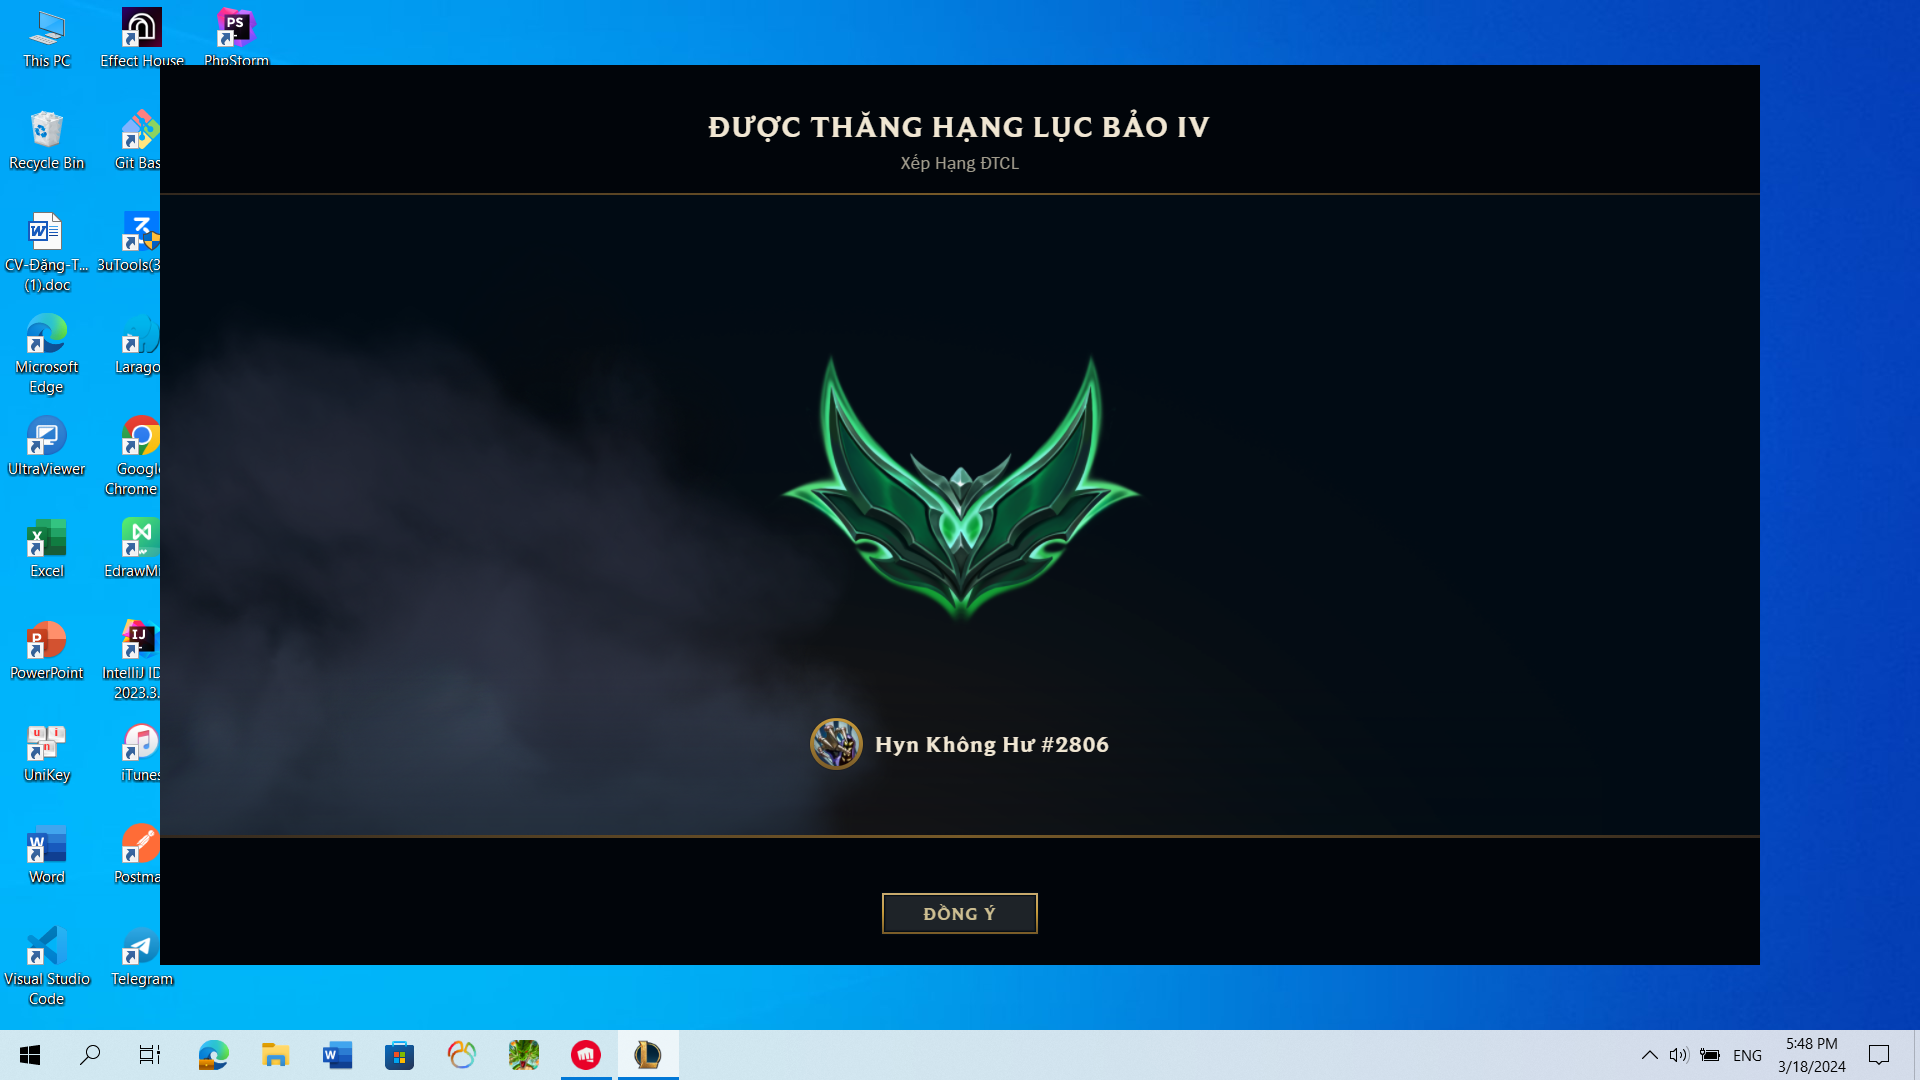 This PC
Effect House
PhpStorm
ĐƯỢC THĂNG HẠNG LỤC BẢO IV
Xếp Hạng ĐTCL
Recycle Bin
Git Bas
CV-Đặng-T...
(1).doc
3uTools(3
Microsoft
Edge
Larago
UltraViewer
Google
Chrome
Excel
EdrawMi
PowerPoint
IntelliJ ID
2023.3.
UniKey
iTunes
Hyn Không Hư #2806
Word
Postma
ĐỒNG Ý
Visual Studio
Code
Telegram
ENG
5:48 PM
3/18/2024